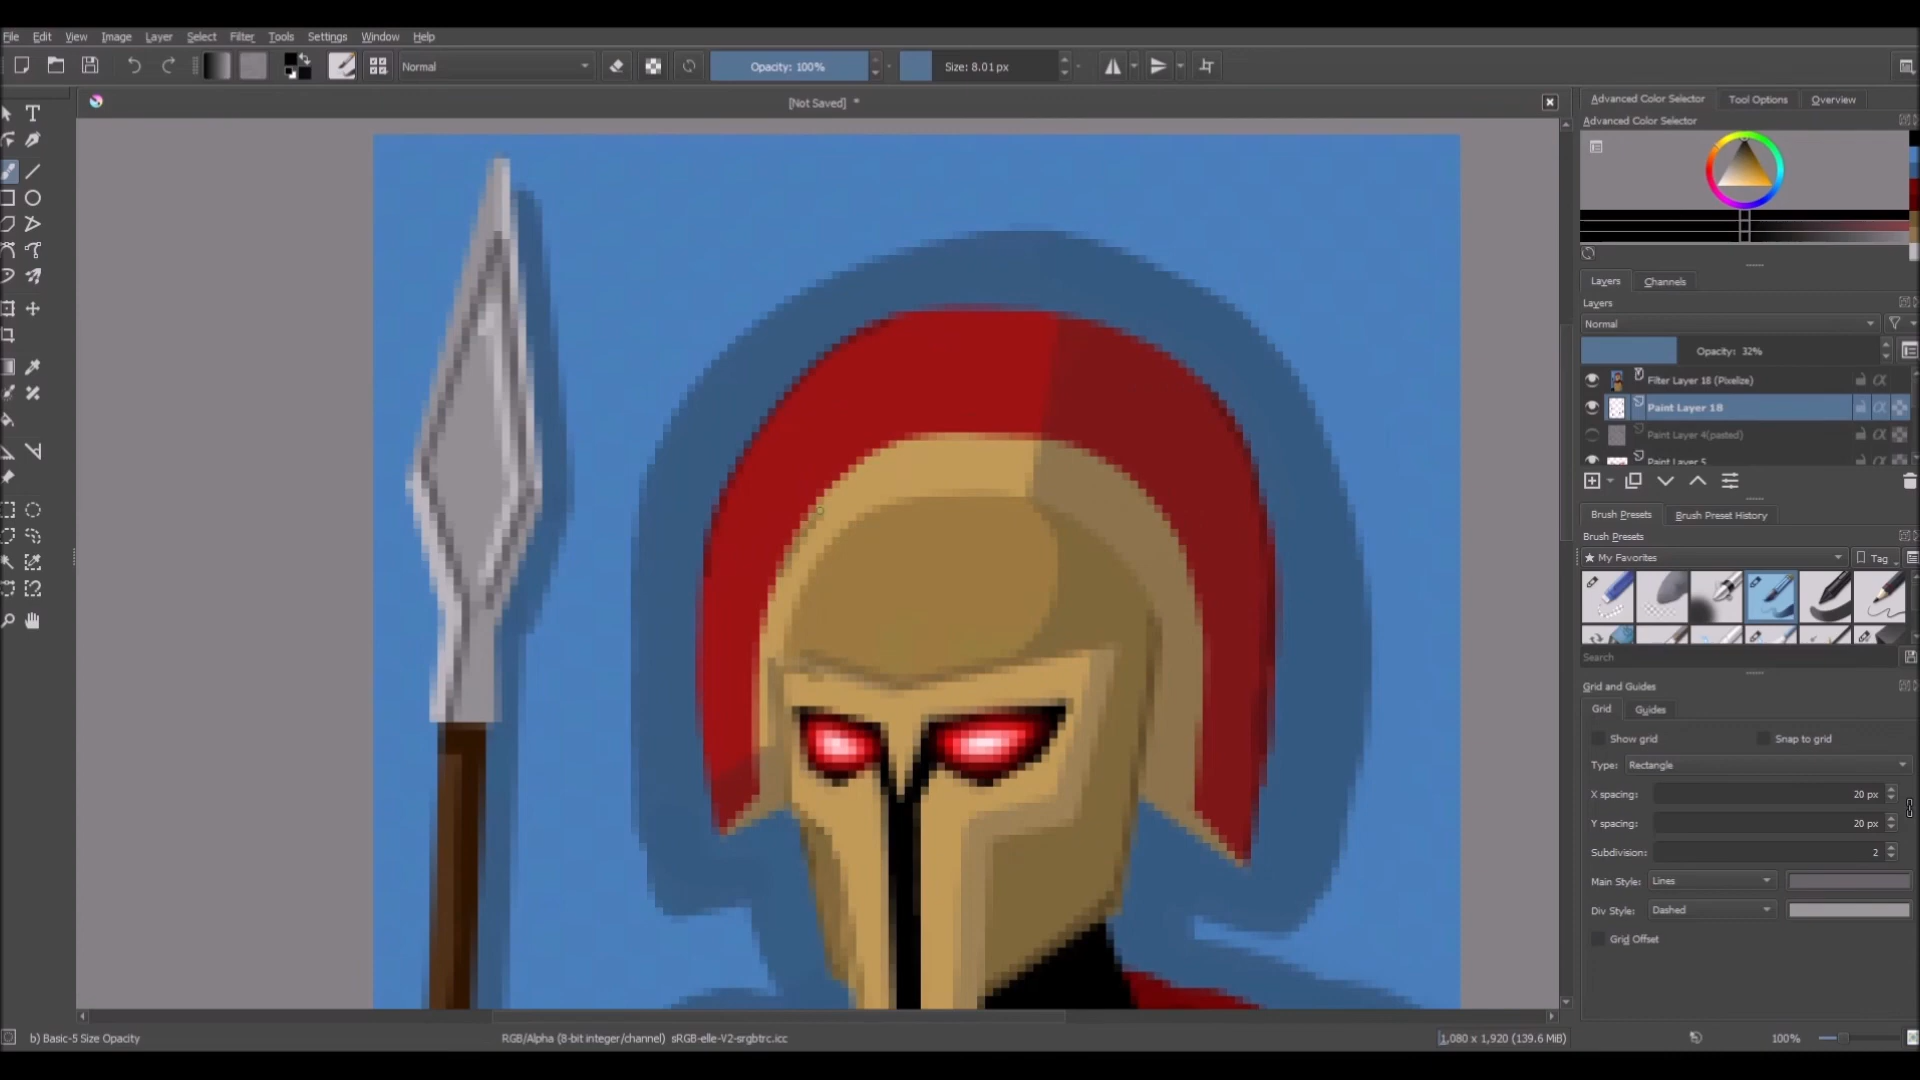 File Edit View Image Layer Select Filter Tools Settings Window Help
Normal
Opacity: 100%
Size: 8.01 px
[Not Saved] *
Advanced Color Selector Tool Options Overview
Advanced Color Selector
Layers Channels
Layers
Normal
Opacity: 32%
Filter Layer 18 (Pixelize)
Paint Layer 18
Paint Layer 4(pasted)
Paint Layer 5
Brush Presets Brush Preset History
Brush Presets
★ My Favorites
Tag
Search
Grid and Guides
Grid Guides
Show grid Snap to grid
Type: Rectangle
X spacing: 20 px
Y spacing: 20 px
Subdivision: 2
Main Style: Lines
Div Style: Dashed
Grid Offset
b) Basic-5 Size Opacity
RGB/Alpha (8-bit integer/channel) sRGB-elle-V2-srgbtrc.icc
1,080 x 1,920 (139.6 MiB)
100%